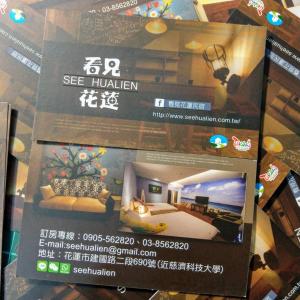 看見
SEE HUALIEN
花蓮
f 看見花蓮民宿
http://www.seehualien.com.tw/
訂房專線：0905-562820、03-8562820
E-mail:seehualien@gmail.com
地址：花蓮市建國路二段690號(近慈濟科技大學)
seehualien